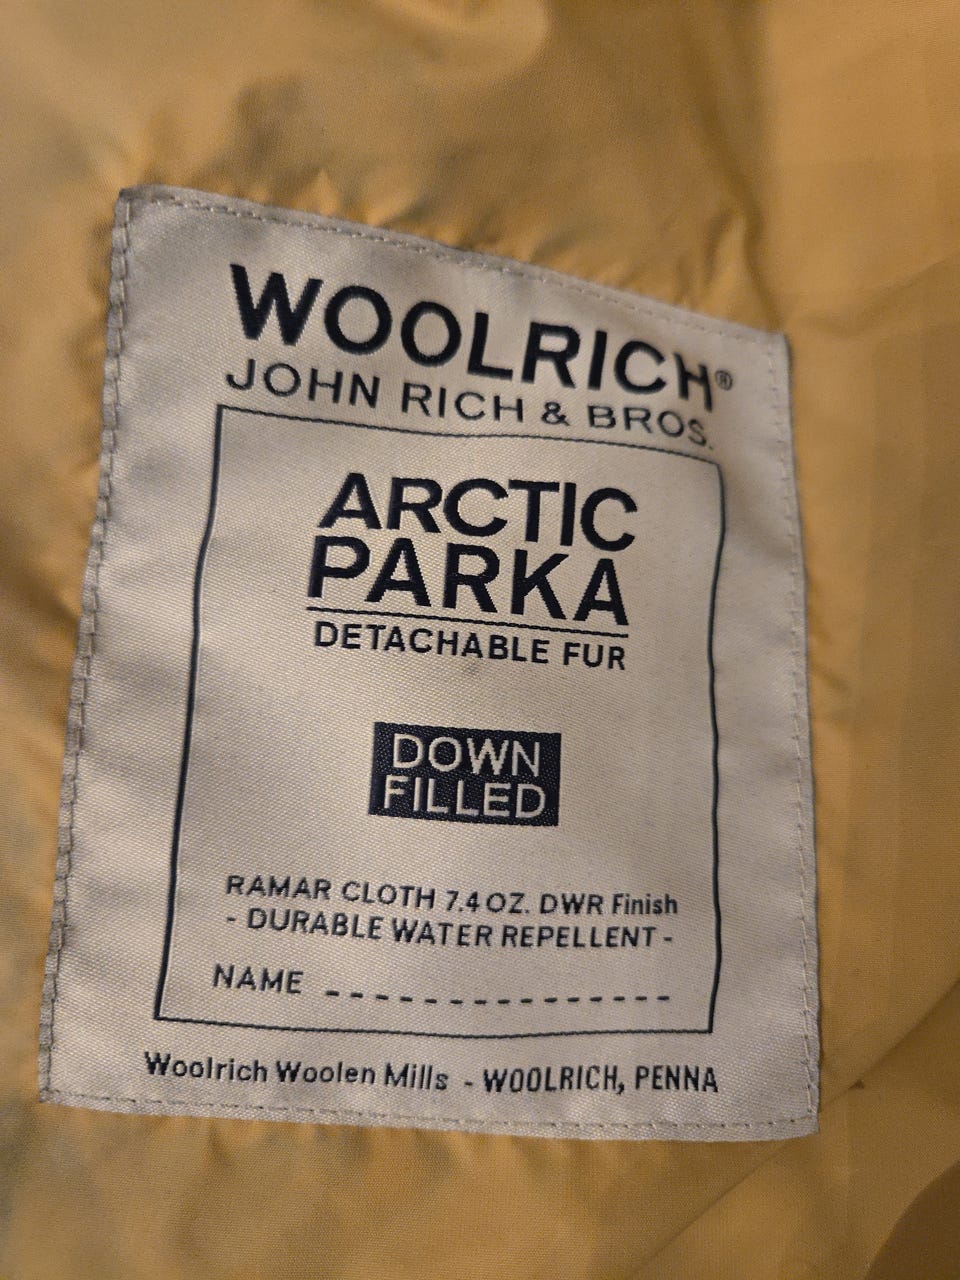 WOOLRICH®
JOHN RICH & BROS.
ARCTIC
PARKA
DETACHABLE FUR
DOWN
FILLED
RAMAR CLOTH 7.4 OZ. DWR Finish
- DURABLE WATER REPELLENT -
NAME _ _ _ _ _ _ _ _ _ _ _ _ _ _ _
Woolrich Woolen Mills - WOOLRICH, PENNA